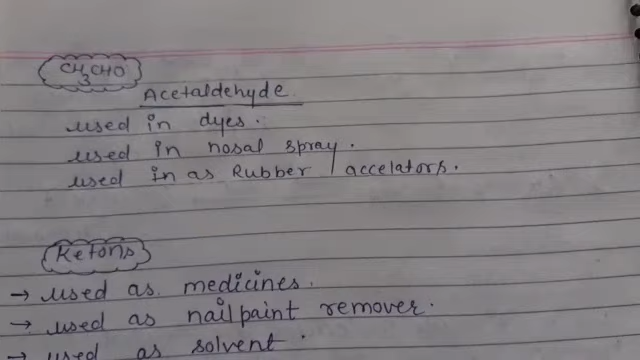 CH3CHO
Acetaldehyde
used in dyes.
used in nosal spray.
used in as Rubber accelators.
Ketons
→ used as medicines.
→ used as nailpaint remover.
→ used as solvent.